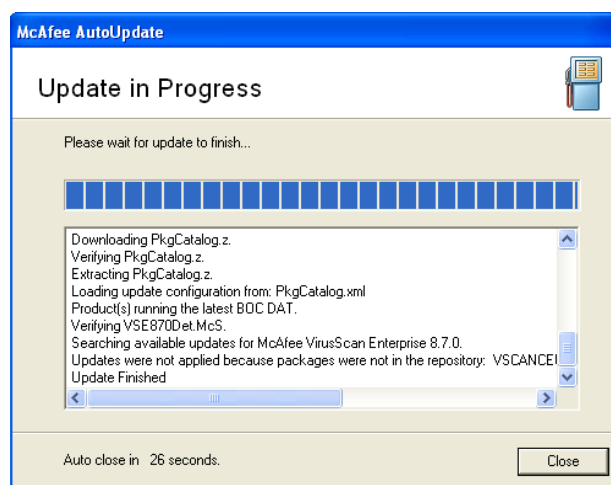 McAfee AutoUpdate
Update in Progress
Please wait for update to finish...
Downloading PkgCatalog.z.
Verifying PkgCatalog.z.
Extracting PkgCatalog.z.
Loading update configuration from: PkgCatalog.xml
Product(s) running the latest BOC DAT.
Verifying VSE870Det.McS.
Searching available updates for McAfee VirusScan Enterprise 8.7.0.
Updates were not applied because packages were not in the repository:
Update Finished
Auto close in 26 seconds.
Close